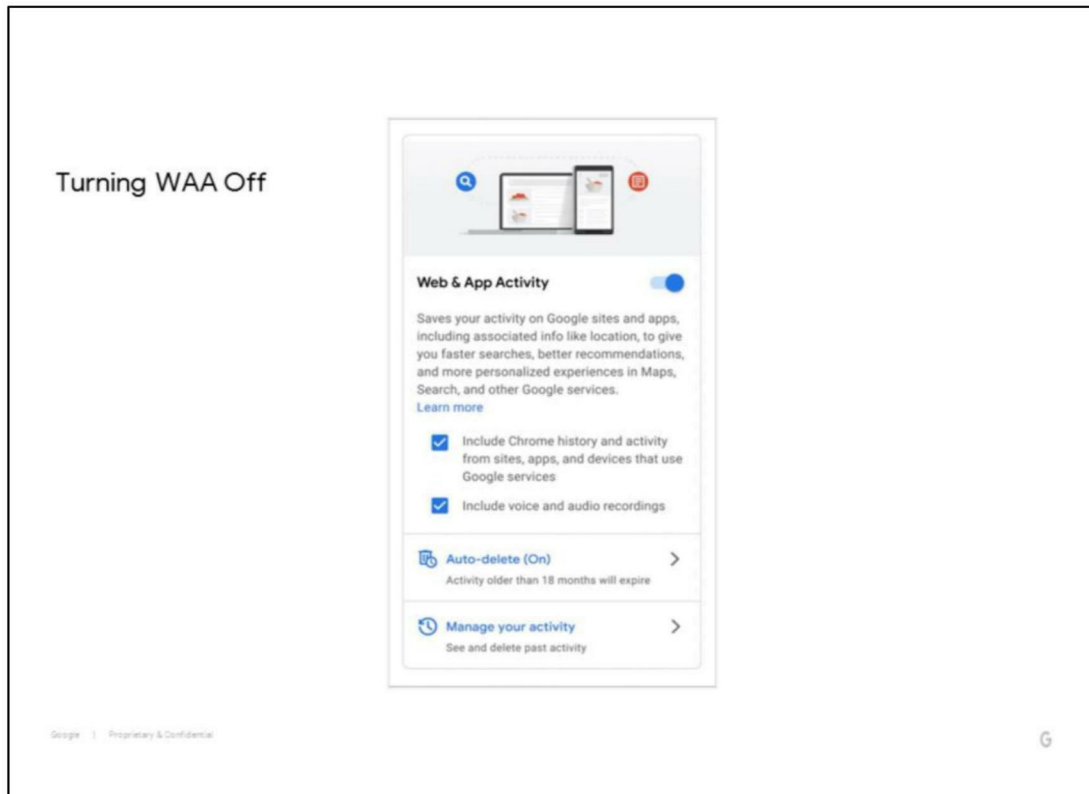 Turning WAA Off
Web & App Activity
Saves your activity on Google sites and apps,
including associated info like location, to give
you faster searches, better recommendations,
and more personalized experiences in Maps,
Search, and other Google services.
Learn more
Include Chrome history and activity
from sites, apps, and devices that use
Google services
Include voice and audio recordings
Auto-delete (On)
Activity older than 18 months will expire
Manage your activity
See and delete past activity
Google | Proprietary & Confidential
G